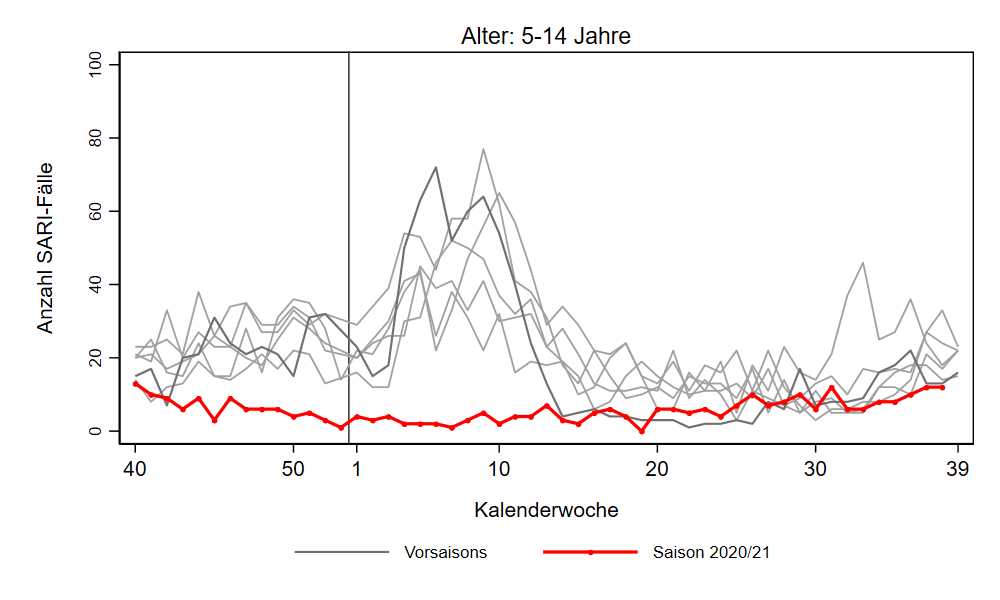 Alter: 5-14 Jahre
Anzahl SARI-Fälle
100
80
60
40
20
0
40 50 1 10 20 30 39
Kalenderwoche
Vorsaisons Saison 2020/21